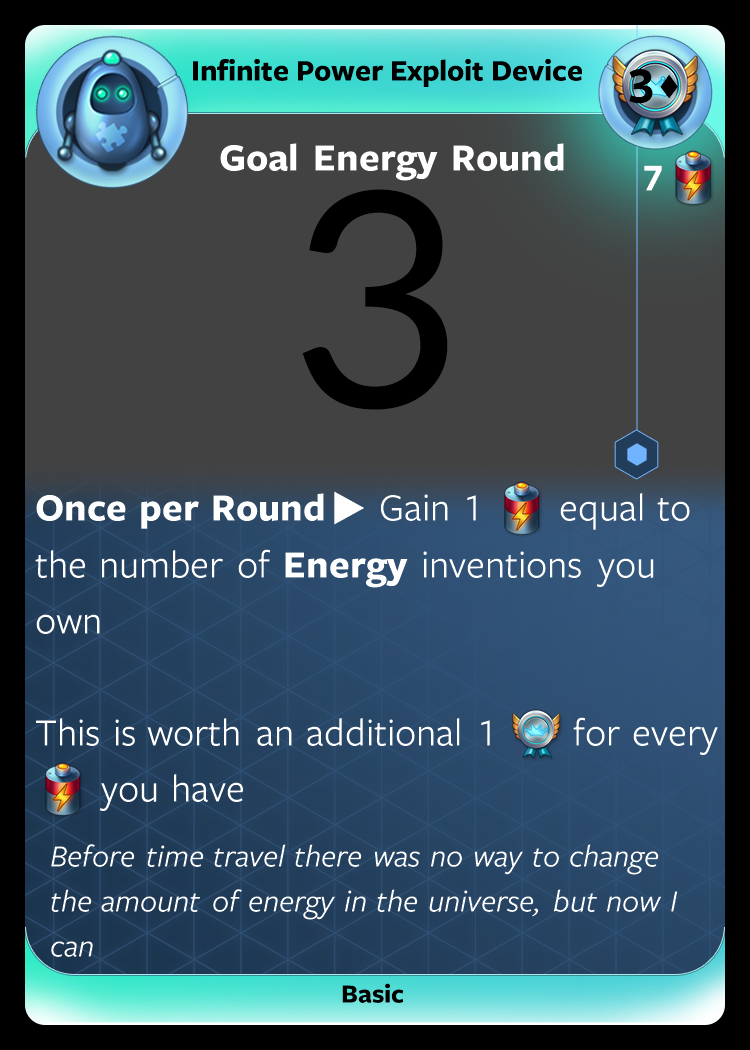 Infinite Power Exploit Device
3♦
Goal Energy Round
7
3
Once per Round▶ Gain 1 equal to
the number of Energy inventions you
own
This is worth an additional 1 for every
you have
Before time travel there was no way to change
the amount of energy in the universe, but now I
can
Basic